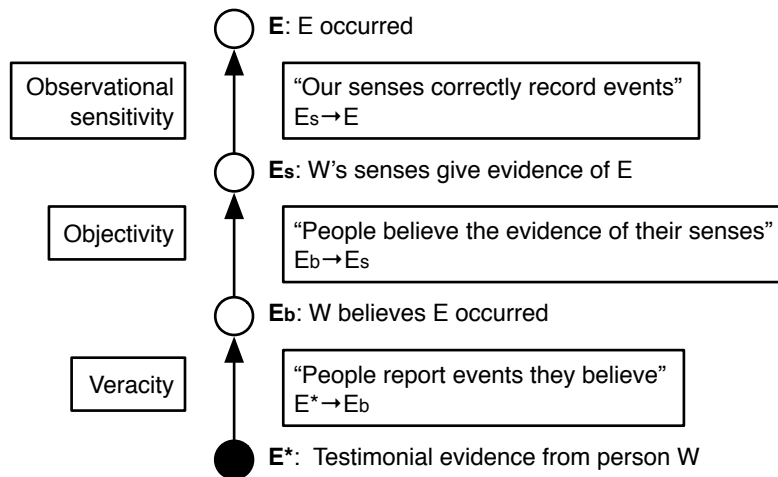 E: E occurred
Observational
sensitivity
“Our senses correctly record events”
Es→E
Es: W’s senses give evidence of E
Objectivity
“People believe the evidence of their senses”
Eb→Es
Eb: W believes E occurred
Veracity
“People report events they believe”
E*→Eb
E*: Testimonial evidence from person W